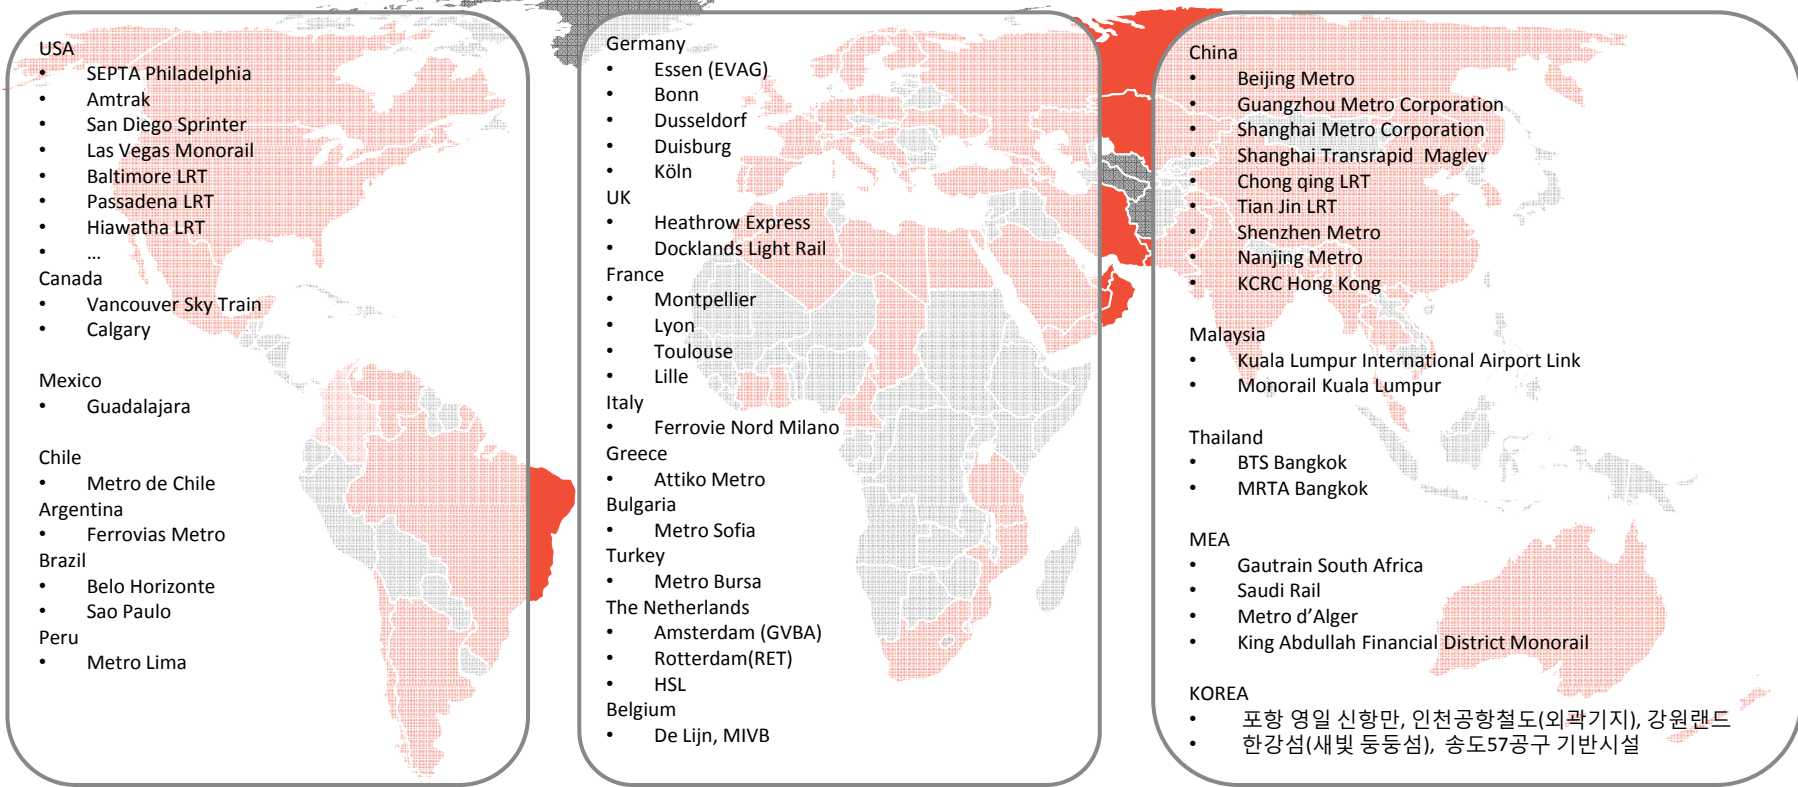 USA
• SEPTA Philadelphia
• Amtrak
• San Diego Sprinter
• Las Vegas Monorail
• Baltimore LRT
• Passadena LRT
• Hiawatha LRT
• ...
Canada
• Vancouver Sky Train
• Calgary
Mexico
• Guadalajara
Chile
• Metro de Chile
Argentina
• Ferrovias Metro
Brazil
• Belo Horizonte
• Sao Paulo
Peru
• Metro Lima
Germany
• Essen (EVAG)
• Bonn
• Dusseldorf
• Duisburg
• Köln
UK
• Heathrow Express
• Docklands Light Rail
France
• Montpellier
• Lyon
• Toulouse
• Lille
Italy
• Ferrovie Nord Milano
Greece
• Attiko Metro
Bulgaria
• Metro Sofia
Turkey
• Metro Bursa
The Netherlands
• Amsterdam (GVBA)
• Rotterdam(RET)
• HSL
Belgium
• De Lijn, MIVB
China
• Beijing Metro
• Guangzhou Metro Corporation
• Shanghai Metro Corporation
• Shanghai Transrapid Maglev
• Chong qing LRT
• Tian Jin LRT
• Shenzhen Metro
• Nanjing Metro
• KCRC Hong Kong
Malaysia
• Kuala Lumpur International Airport Link
• Monorail Kuala Lumpur
Thailand
• BTS Bangkok
• MRTA Bangkok
MEA
• Gautrain South Africa
• Saudi Rail
• Metro d’Alger
• King Abdullah Financial District Monorail
KOREA
• 포항 영일 신항만, 인천공항철도(외곽기지), 강원랜드
• 한강섬(새빛 둥둥섬), 송도57공구 기반시설